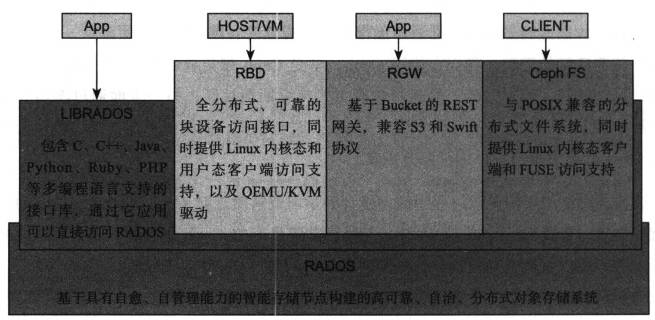 App
HOST/VM
App
CLIENT
LIBRADOS
包含 C、C++、Java、
Python、Ruby、PHP
等多编程语言支持的
接口库，通过它应用
可以直接访问 RADOS
RBD
全分布式、可靠的
块设备访问接口，同
时提供 Linux 内核态和
用户态客户端访问支
持，以及 QEMU/KVM
驱动
RGW
基于 Bucket 的 REST
网关，兼容 S3 和 Swift
协议
Ceph FS
与 POSIX 兼容的分
布式文件系统，同时
提供 Linux 内核态客户
端和 FUSE 访问支持
RADOS
基于具有自愈、自管理能力的智能存储节点构建的高可靠、自治、分布式对象存储系统